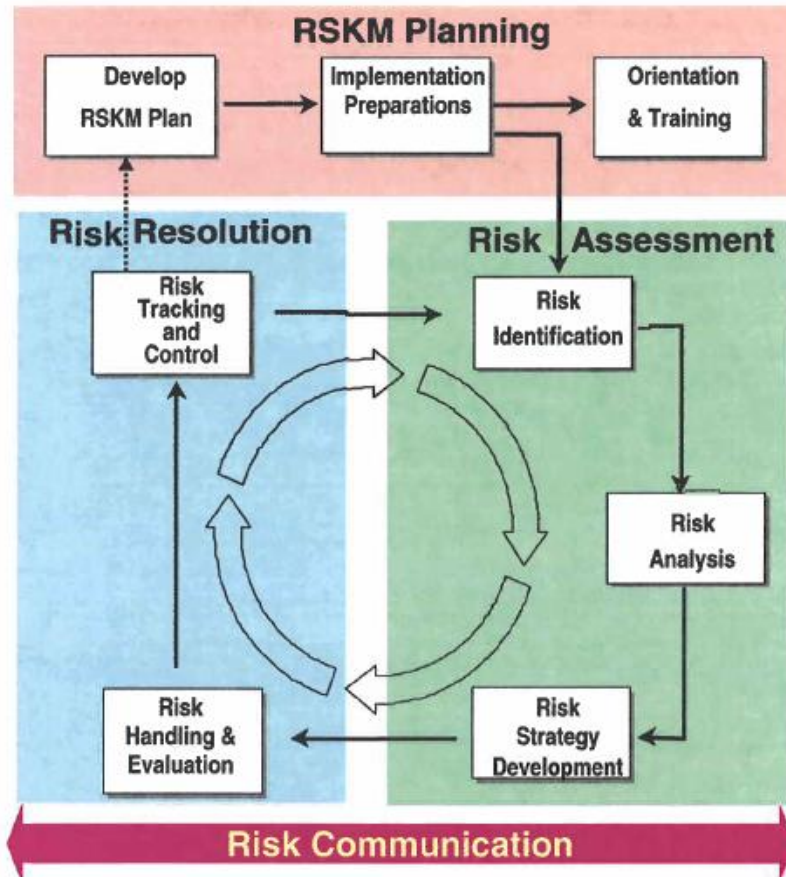 RSKM Planning
Develop
RSKM Plan
Implementation
Preparations
Orientation
& Training
Risk Resolution
Risk Assessment
Risk
Tracking
and
Control
Risk
Identification
Risk
Analysis
Risk
Handling &
Evaluation
Risk
Strategy
Development
Risk Communication